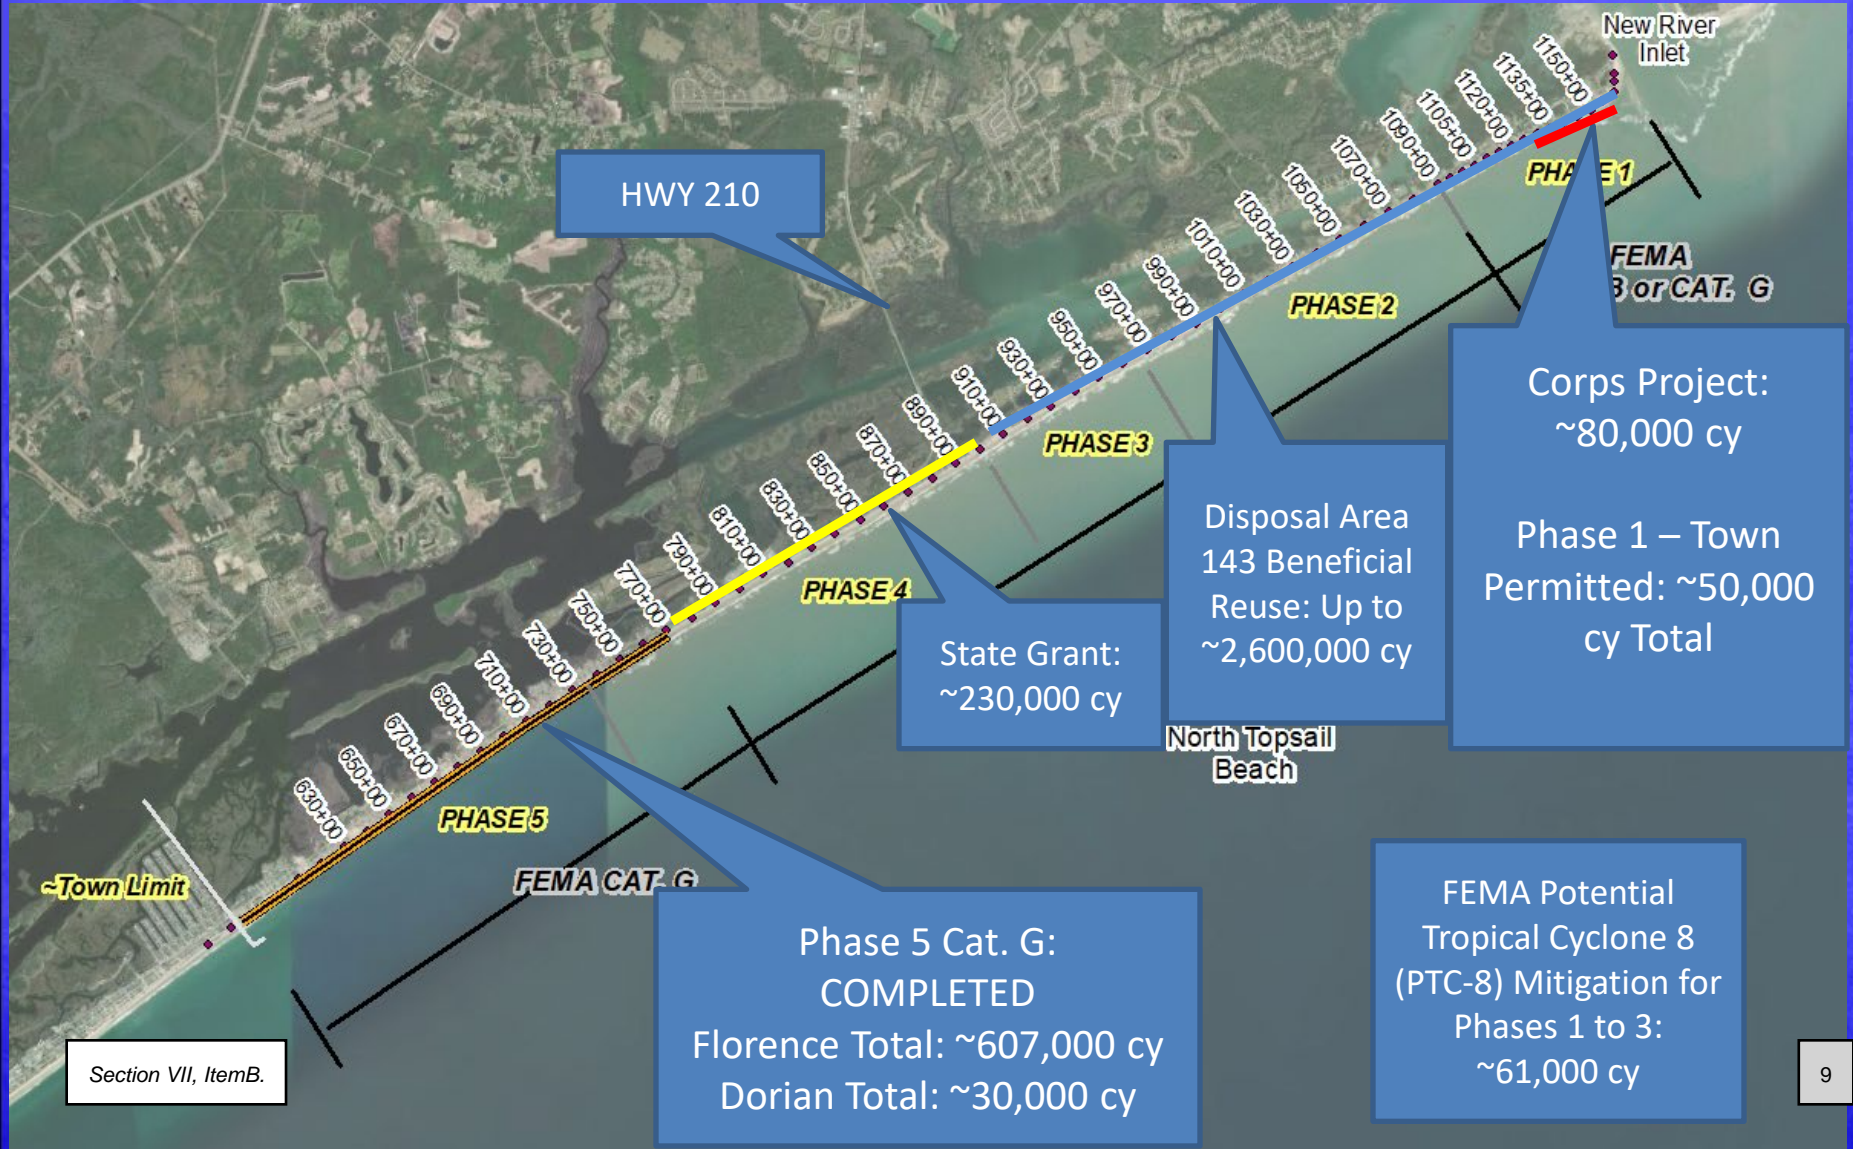 New River
Inlet
1150+00
1135+00
1120+00
1105+00
1090+00
1070+00
1050+00
1030+00
1010+00
990+00
970+00
950+00
930+00
910+00
890+00
870+00
850+00
830+00
810+00
790+00
770+00
750+00
730+00
710+00
690+00
670+00
650+00
630+00
HWY 210
PHASE 1
FEMA
B or CAT. G
PHASE 2
PHASE 3
PHASE 4
PHASE 5
Corps Project:
~80,000 cy
Phase 1 – Town
Permitted: ~50,000
cy Total
Disposal Area
143 Beneficial
Reuse: Up to
~2,600,000 cy
State Grant:
~230,000 cy
North Topsail
Beach
~Town Limit
FEMA CAT. G
Phase 5 Cat. G:
COMPLETED
Florence Total: ~607,000 cy
Dorian Total: ~30,000 cy
FEMA Potential
Tropical Cyclone 8
(PTC-8) Mitigation for
Phases 1 to 3:
~61,000 cy
Section VII, ItemB.
9